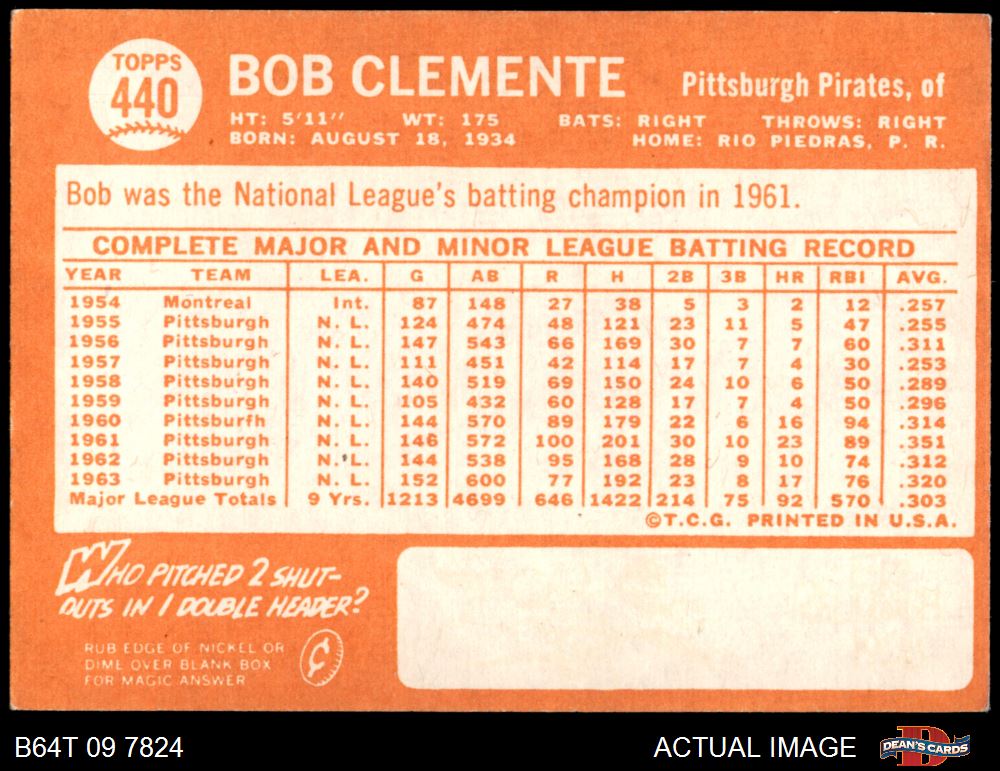 TOPPS
440
BOB CLEMENTE Pittsburgh Pirates, of
HT: 5'11" WT: 175 BATS: RIGHT THROWS: RIGHT
BORN: AUGUST 18, 1934 HOME: RIO PIEDRAS, P. R.
Bob was the National League's batting champion in 1961.
COMPLETE MAJOR AND MINOR LEAGUE BATTING RECORD
YEAR TEAM LEA. G AB R H 2B 3B HR RBI AVG.
1954 Montreal Int. 87 148 27 38 5 3 2 12 .257
1955 Pittsburgh N. L. 124 474 48 121 23 11 5 47 .255
1956 Pittsburgh N. L. 147 543 66 169 30 7 7 60 .311
1957 Pittsburgh N. L. 111 451 42 114 17 7 4 30 .253
1958 Pittsburgh N. L. 140 519 69 150 24 10 6 50 .289
1959 Pittsburgh N. L. 105 432 60 128 17 7 4 50 .296
1960 Pittsburfh N. L. 144 570 89 179 22 6 16 94 .314
1961 Pittsburgh N. L. 146 572 100 201 30 10 23 89 .351
1962 Pittsburgh N. L. 144 538 95 168 28 9 10 74 .312
1963 Pittsburgh N. L. 152 600 77 192 23 8 17 76 .320
Major League Totals 9 Yrs. 1213 4699 646 1422 214 75 92 570 .303
©T.C.G. PRINTED IN U.S.A.
WHO PITCHED 2 SHUT-
OUTS IN 1 DOUBLE HEADER?
RUB EDGE OF NICKEL OR
DIME OVER BLANK BOX
FOR MAGIC ANSWER
¢
B64T 09 7824 ACTUAL IMAGE DEAN'S CARDS